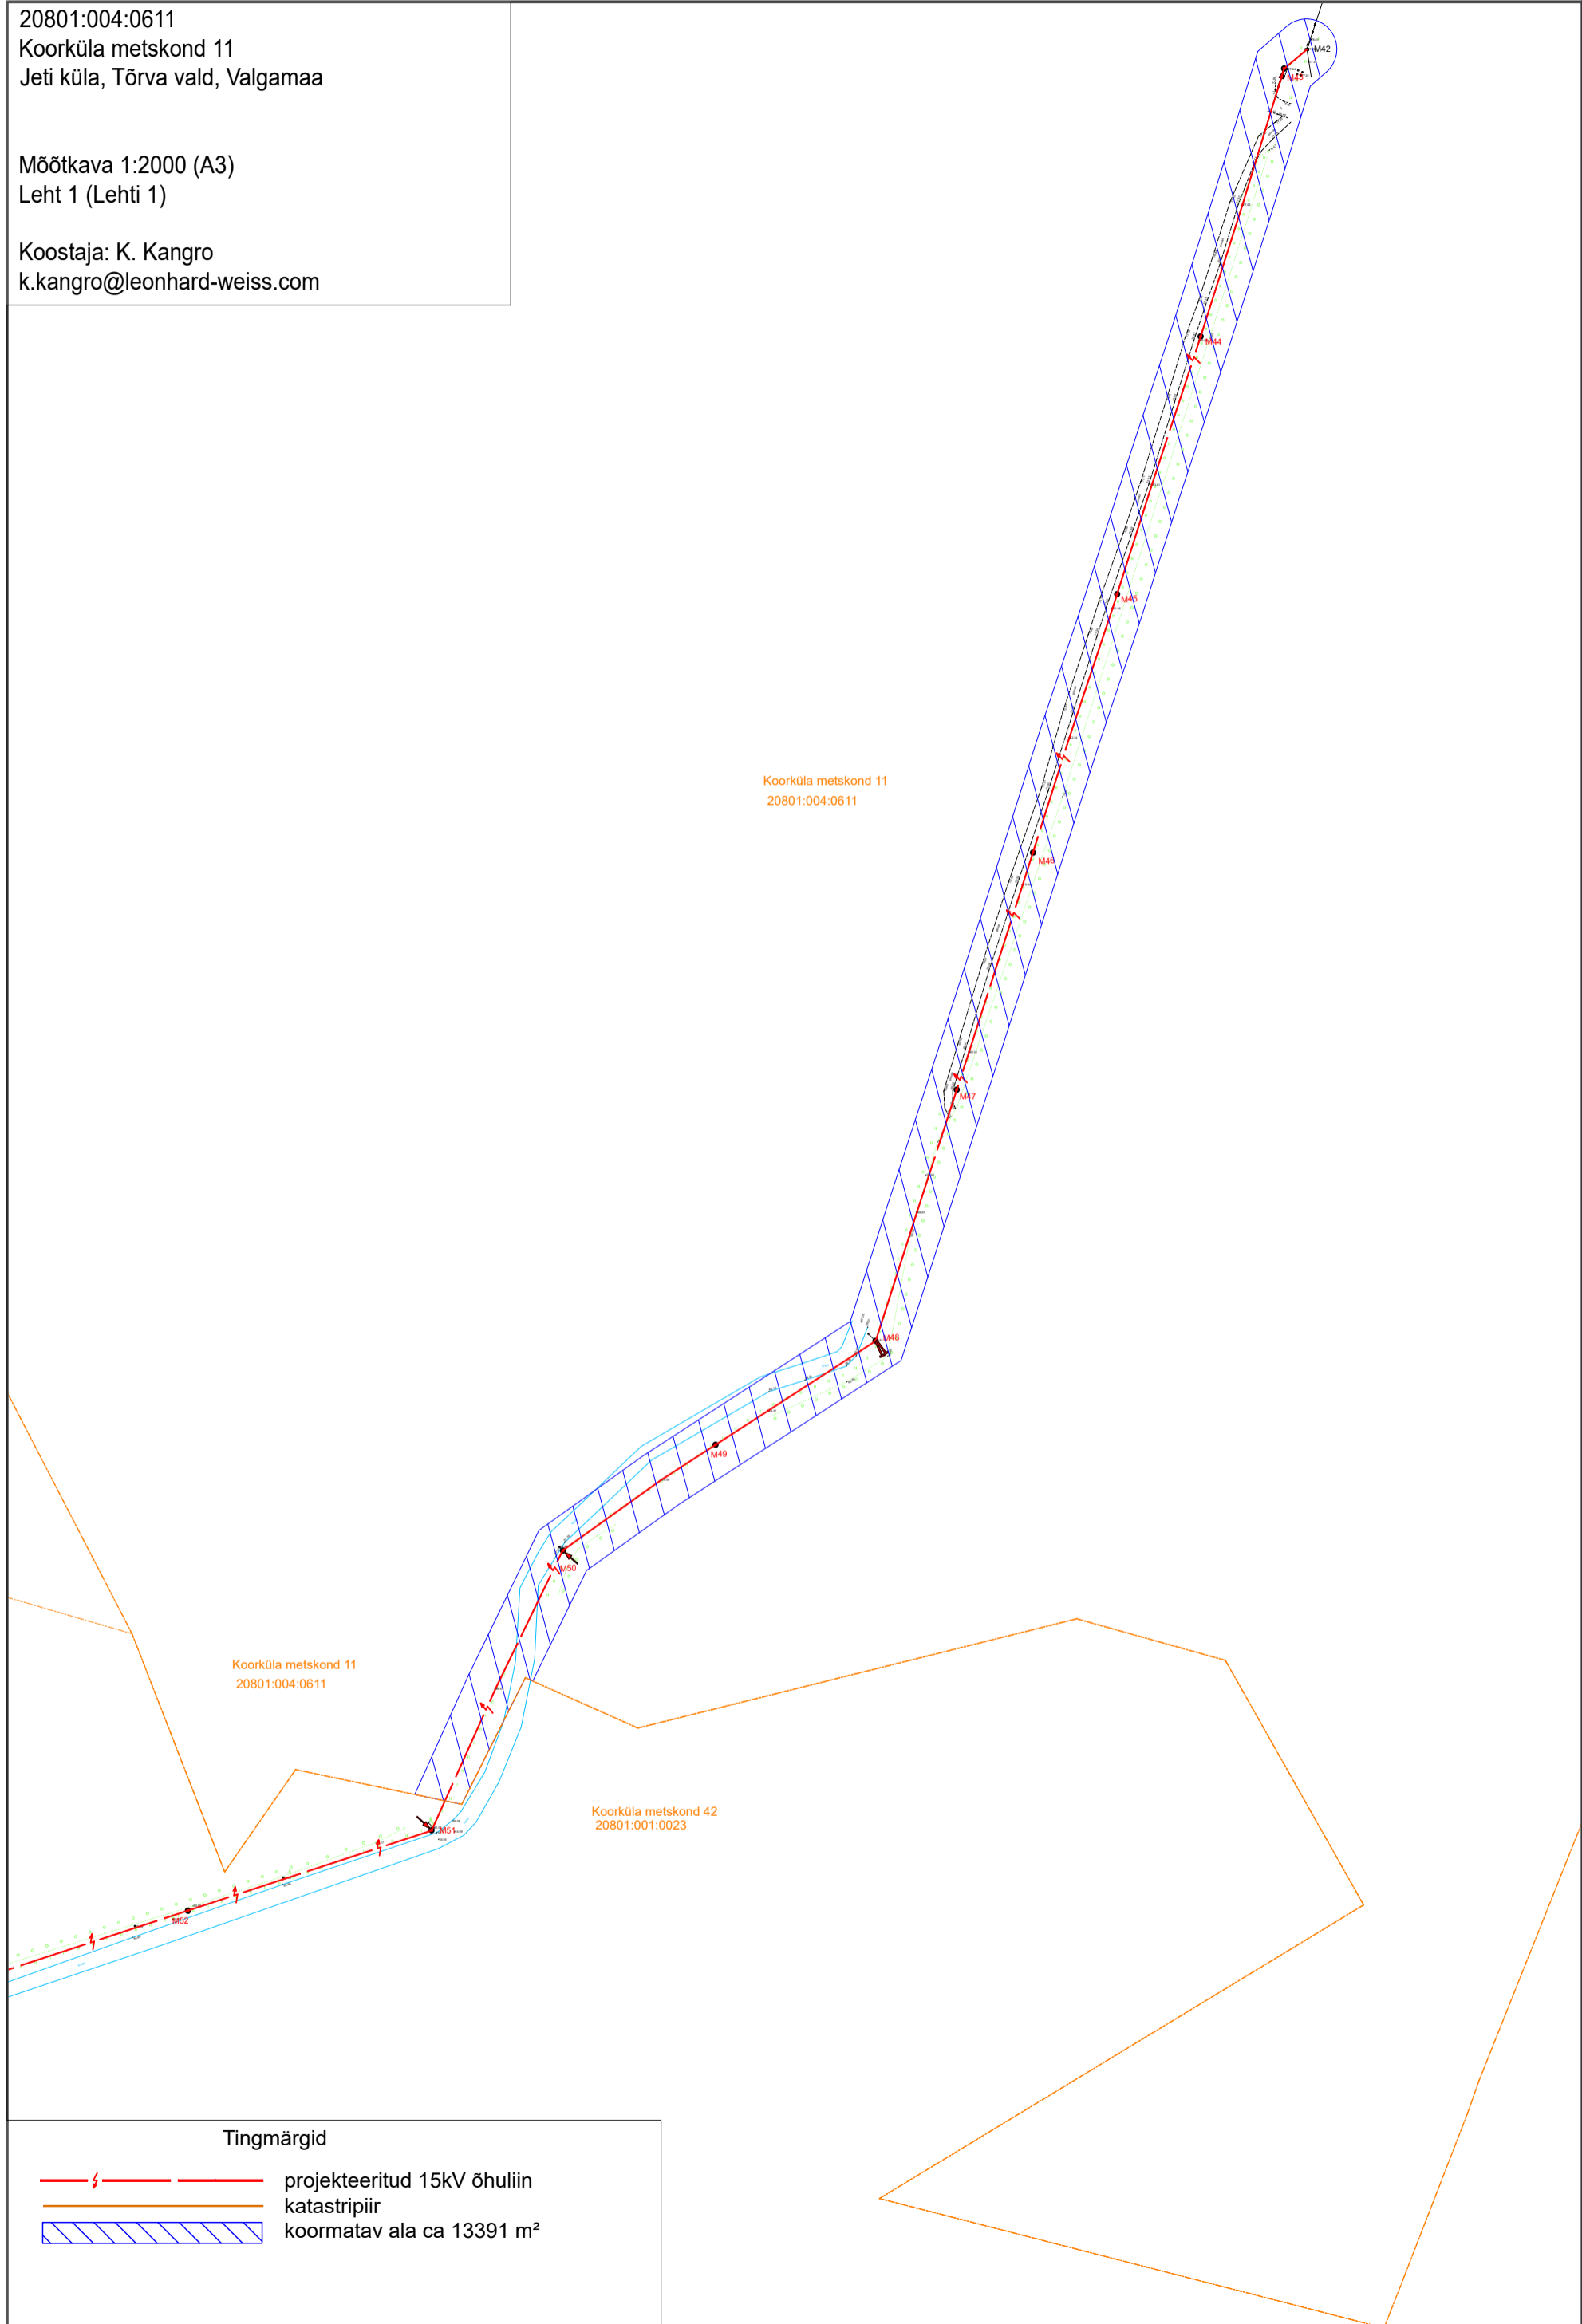 20801:004:0611
Koorküla metskond 11
Jeti küla, Tõrva vald, Valgamaa
Mõõtkava 1:2000 (A3)
Leht 1 (Lehti 1)
Koostaja: K. Kangro
k.kangro@leonhard-weiss.com
M42
M43
M44
M45
Koorküla metskond 11
20801:004:0611
M46
M47
M48
M49
M50
Koorküla metskond 11
20801:004:0611
Koorküla metskond 42
20801:001:0023
M51
M52
Tingmärgid
projekteeritud 15kV õhuliin
katastripiir
koormatav ala ca 13391 m²